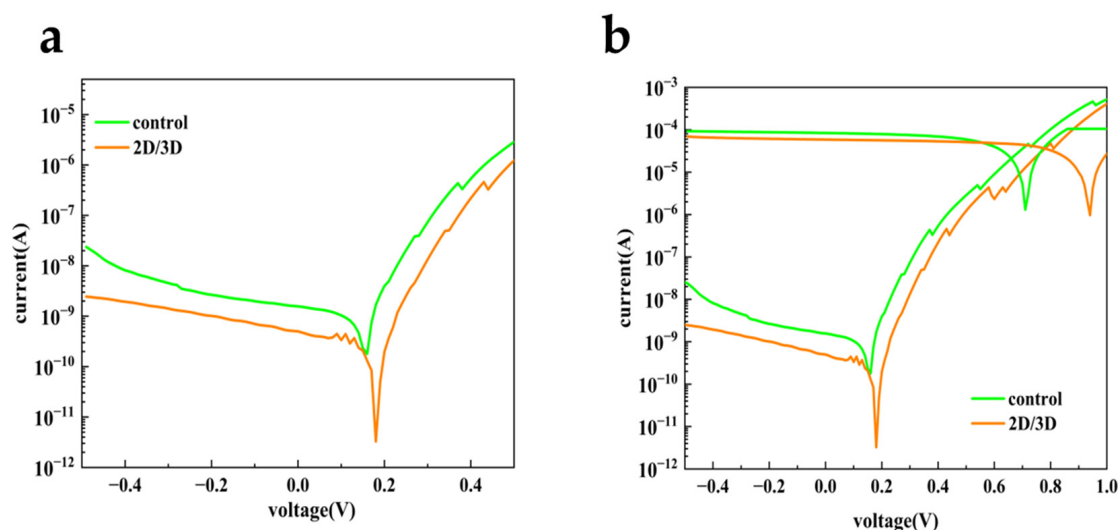 a
10⁻⁵
10⁻⁶
10⁻⁷
10⁻⁸
10⁻⁹
10⁻¹⁰
10⁻¹¹
10⁻¹²
current(A)
control
2D/3D
−0.4 −0.2 0.0 0.2 0.4
voltage(V)
b
10⁻³
10⁻⁴
10⁻⁵
10⁻⁶
10⁻⁷
10⁻⁸
10⁻⁹
10⁻¹⁰
10⁻¹¹
10⁻¹²
current(A)
control
2D/3D
−0.4 −0.2 0.0 0.2 0.4 0.6 0.8 1.0
voltage(V)